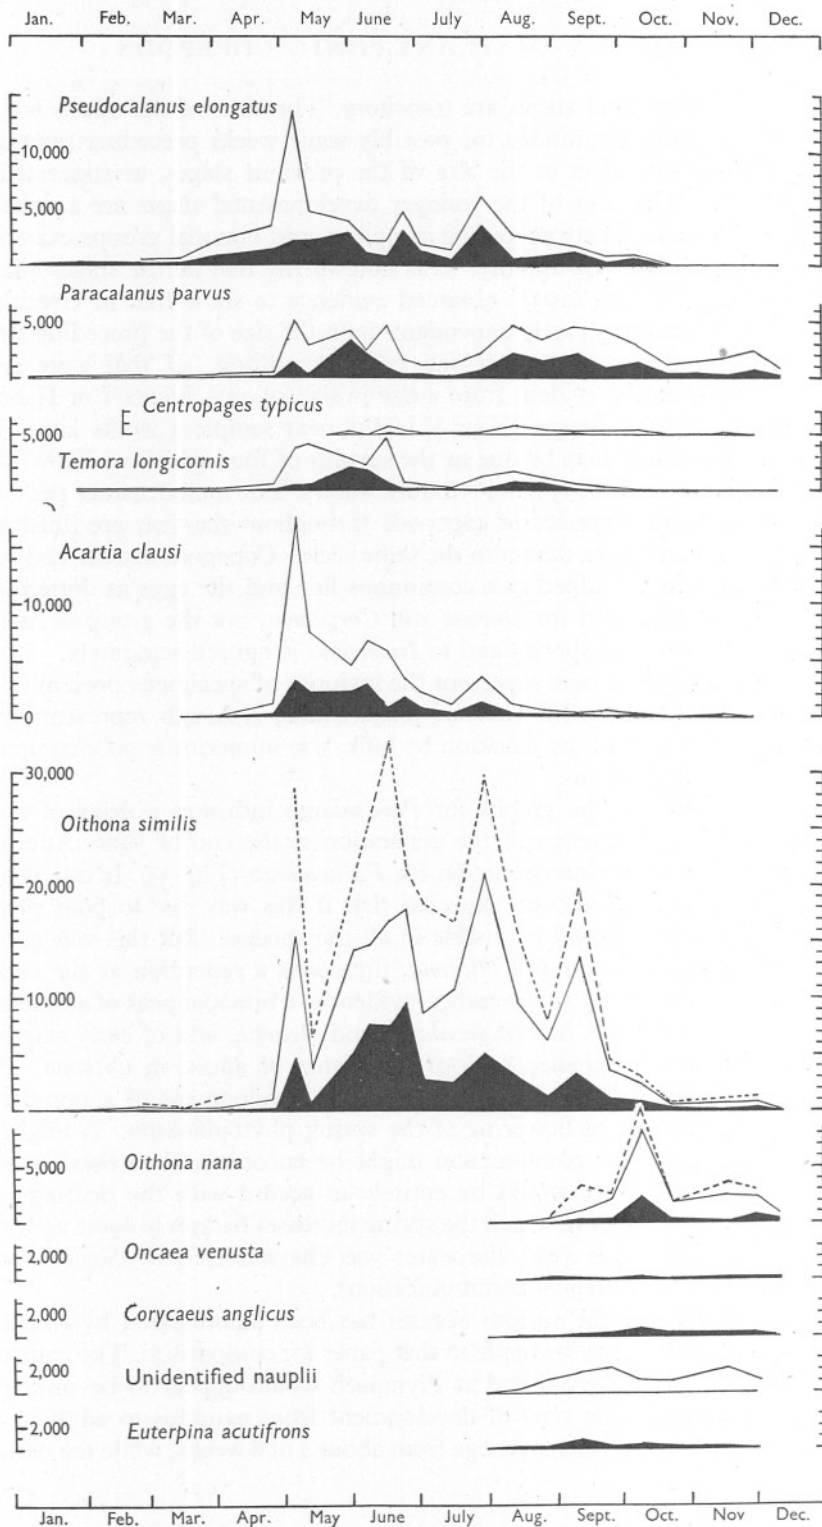 Jan. Feb. Mar. Apr. May June July Aug. Sept. Oct. Nov. Dec.
Pseudocalanus elongatus
10,000
5,000
Paracalanus parvus
5,000
Centropages typicus
5,000
Temora longicornis
Acartia clausi
10,000
0
30,000
Oithona similis
20,000
10,000
Oithona nana
5,000
Oncaea venusta
2,000
Corycaeus anglicus
2,000
2,000 Unidentified nauplii
2,000
Euterpina acutifrons
Jan. Feb. Mar. Apr. May June July Aug. Sept. Oct. Nov Dec.